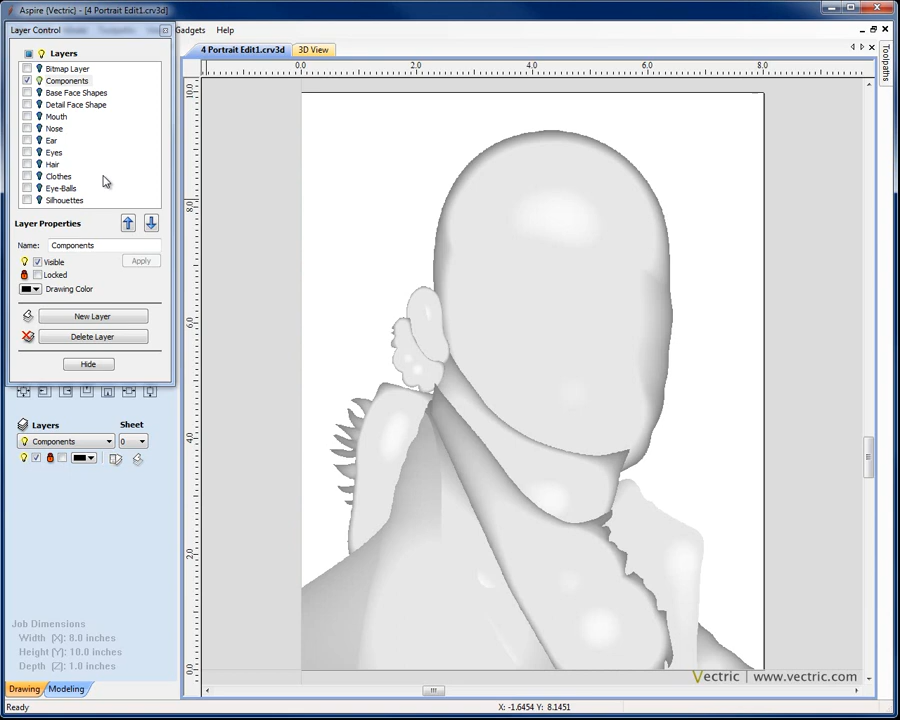 Aspire [Vectric] - [4 Portrait Edit1.crv3d]
Layer Control
Gadgets Help
Layers
Bitmap Layer
Components
Base Face Shapes
Detail Face Shape
Mouth
Nose
Ear
Eyes
Hair
Clothes
Eye-Balls
Silhouettes
Layer Properties
Name: Components
Visible Apply
Locked
Drawing Color
New Layer
Delete Layer
Hide
Layers Sheet
Components 0
Job Dimensions
Width (X): 8.0 inches
Height (Y): 10.0 inches
Depth (Z): 1.0 inches
Drawing Modeling
Ready
4 Portrait Edit1.crv3d 3D View
0.0 2.0 4.0 6.0 8.0
10.0
8.0
6.0
4.0
2.0
0.0
Toolpaths
Vectric | www.vectric.com
X: -1.6454 Y: 8.1451